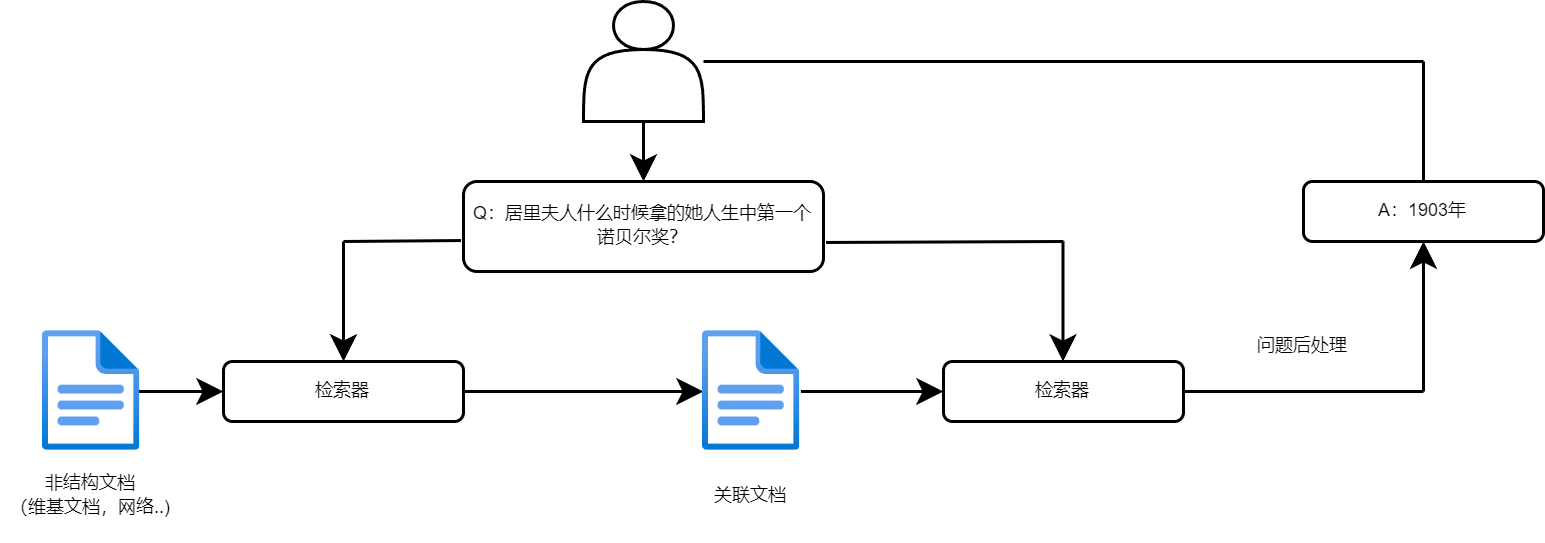 Q：居里夫人什么时候拿的她人生中第一个
诺贝尔奖？
A：1903年
问题后处理
检索器
检索器
非结构文档
（维基文档，网络..)
关联文档